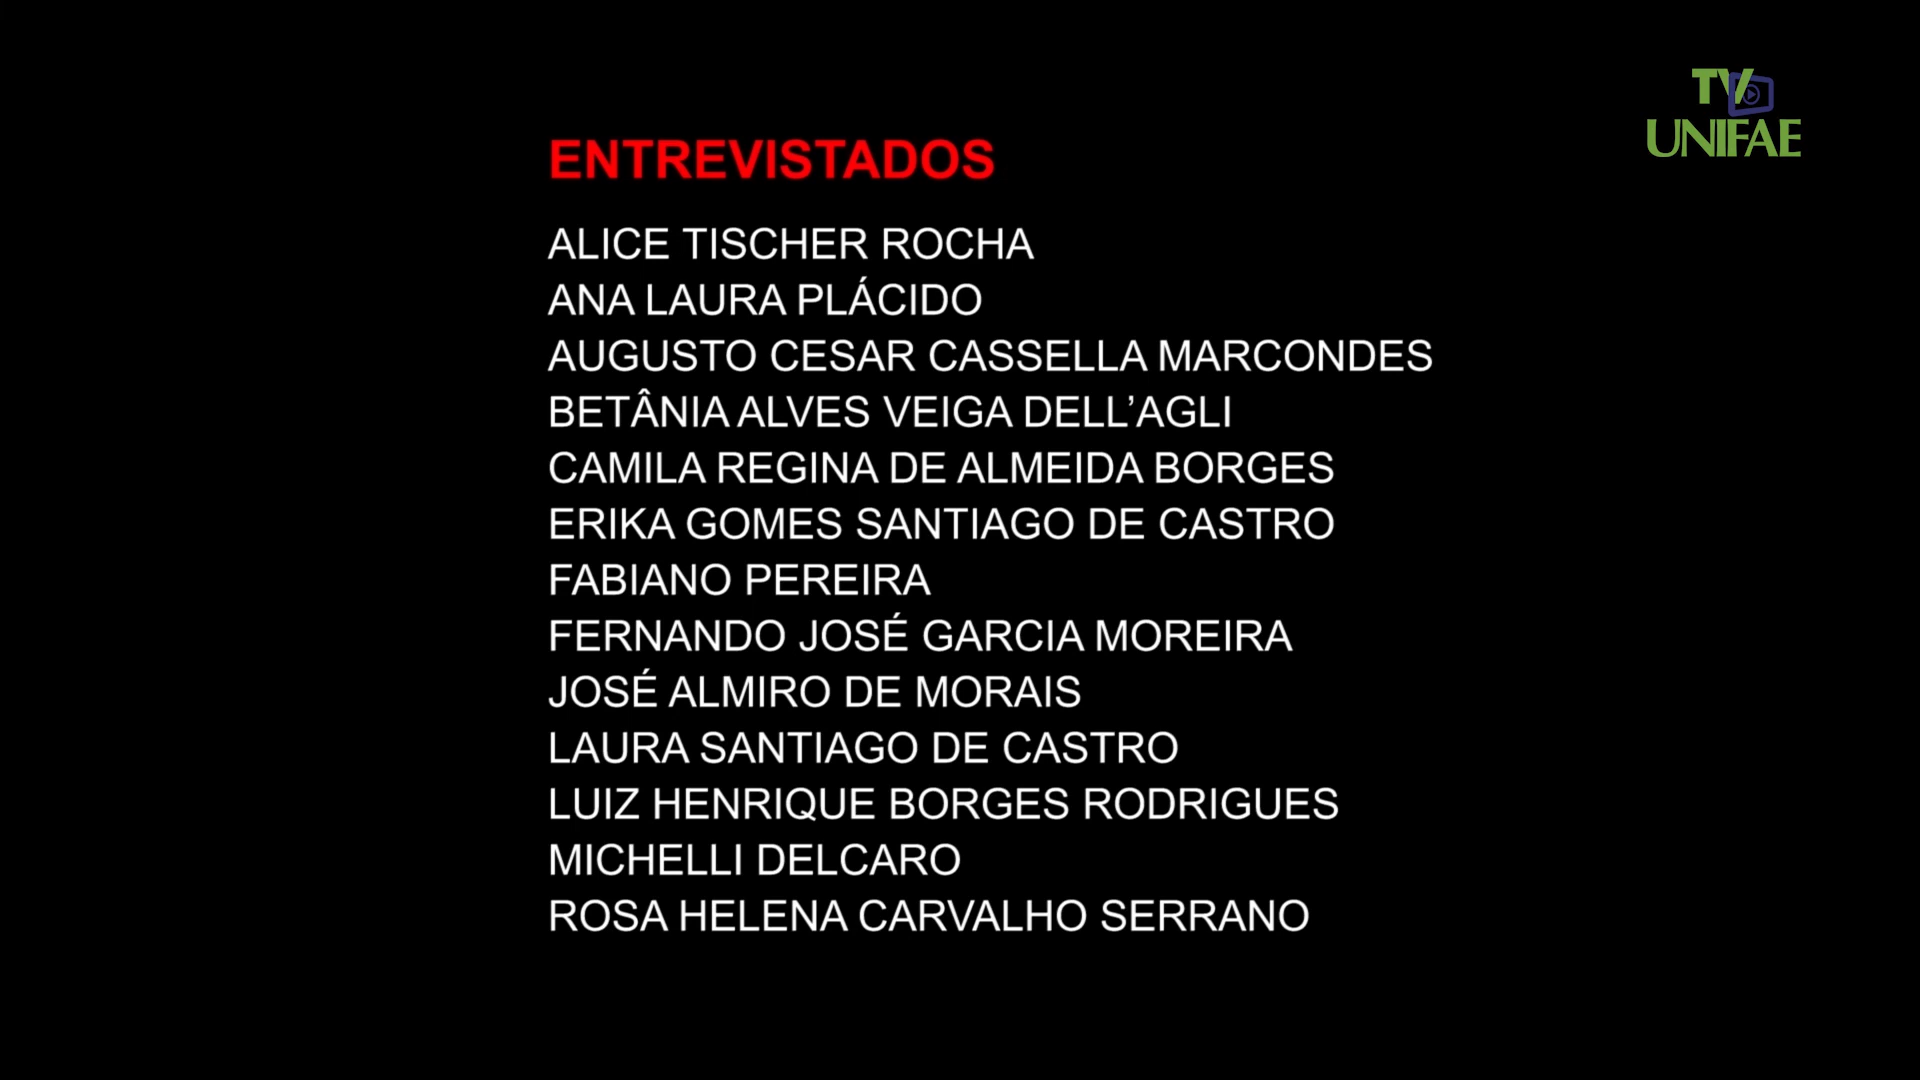 TV
UNIFAE
ENTREVISTADOS
ALICE TISCHER ROCHA
ANA LAURA PLÁCIDO
AUGUSTO CESAR CASSELLA MARCONDES
BETÂNIA ALVES VEIGA DELL’AGLI
CAMILA REGINA DE ALMEIDA BORGES
ERIKA GOMES SANTIAGO DE CASTRO
FABIANO PEREIRA
FERNANDO JOSÉ GARCIA MOREIRA
JOSÉ ALMIRO DE MORAIS
LAURA SANTIAGO DE CASTRO
LUIZ HENRIQUE BORGES RODRIGUES
MICHELLI DELCARO
ROSA HELENA CARVALHO SERRANO